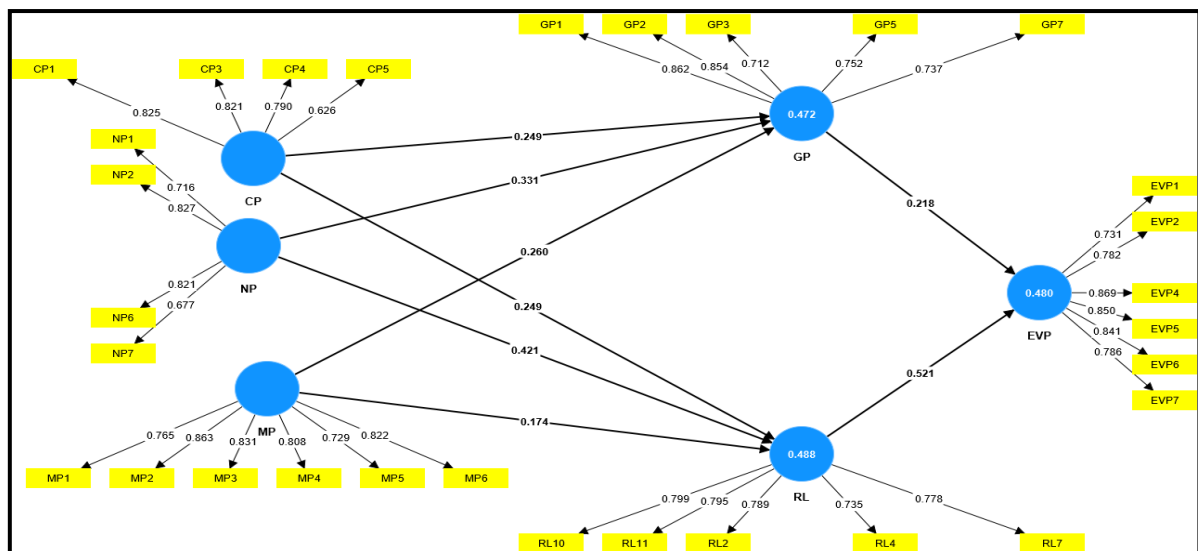 GP1 GP2 GP3 GP5 GP7
0.862 0.854 0.712 0.752 0.737
CP1 CP3 CP4 CP5
0.825 0.821 0.790 0.626
0.472
GP
CP
NP1
NP2
0.716
0.827
NP
0.821
0.677
NP6
NP7
0.249
0.331
0.260
0.249
0.421
0.174
0.218
0.521
EVP1
EVP2
0.731
0.782
0.480
EVP
0.869 EVP4
0.850 EVP5
0.841 EVP6
0.786 EVP7
MP
0.765 0.863 0.831 0.808 0.729 0.822
MP1 MP2 MP3 MP4 MP5 MP6
0.488
RL
0.799 0.795 0.789 0.735 0.778
RL10 RL11 RL2 RL4 RL7